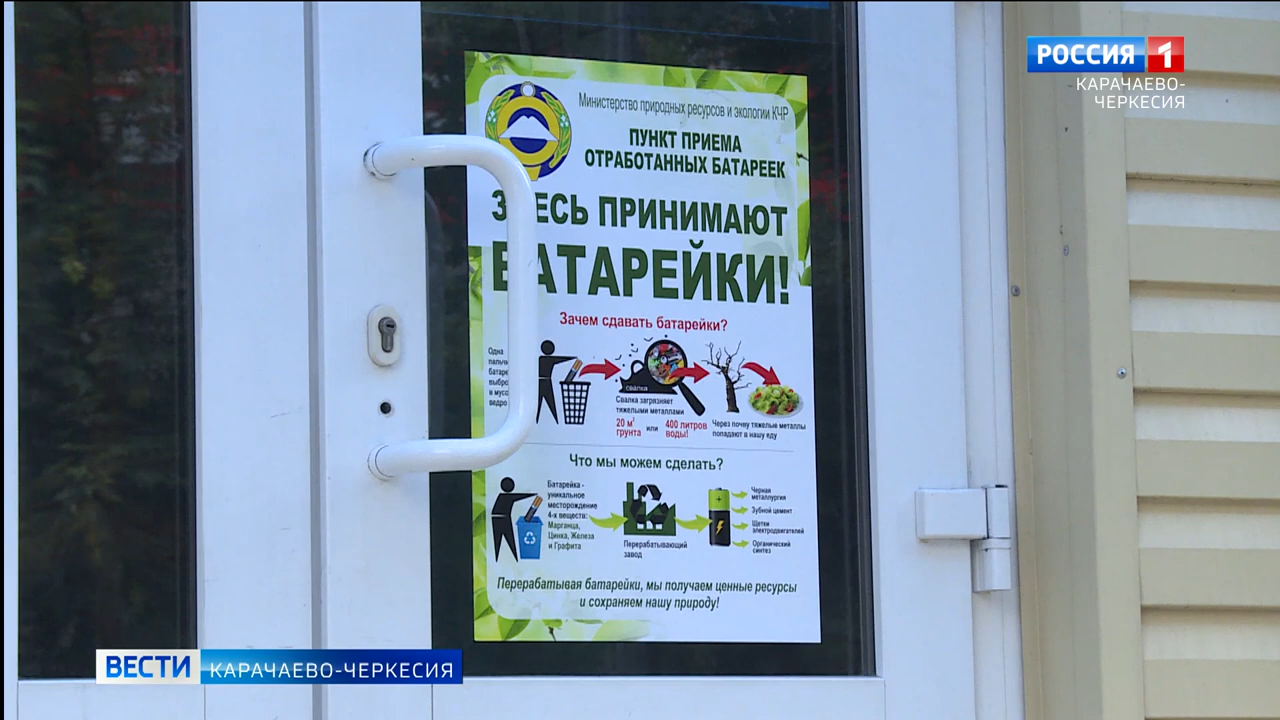 РОССИЯ 1
КАРАЧАЕВО-
ЧЕРКЕСИЯ
Министерство природных ресурсов и экологии КЧР
ПУНКТ ПРИЕМА
ОТРАБОТАННЫХ БАТАРЕЕК
ЗДЕСЬ ПРИНИМАЮТ
БАТАРЕЙКИ!
Зачем сдавать батарейки?
Одна
свалка
Свалка загрязняет
тяжелыми металлами
20 м³ или 400 литров
грунта воды!
Через почву тяжелые металлы
попадают в нашу еду
Что мы можем сделать?
Батарейка -
уникальное
месторождение
4-х веществ:
Марганца,
Цинка, Железа
и Графита
Перерабатывающий
завод
Черная
металлургия
Зубной цемент
Щетки
электродвигателей
Органический
синтез
Перерабатывая батарейки, мы получаем ценные ресурсы
и сохраняем нашу природу!
ВЕСТИ КАРАЧАЕВО-ЧЕРКЕСИЯ